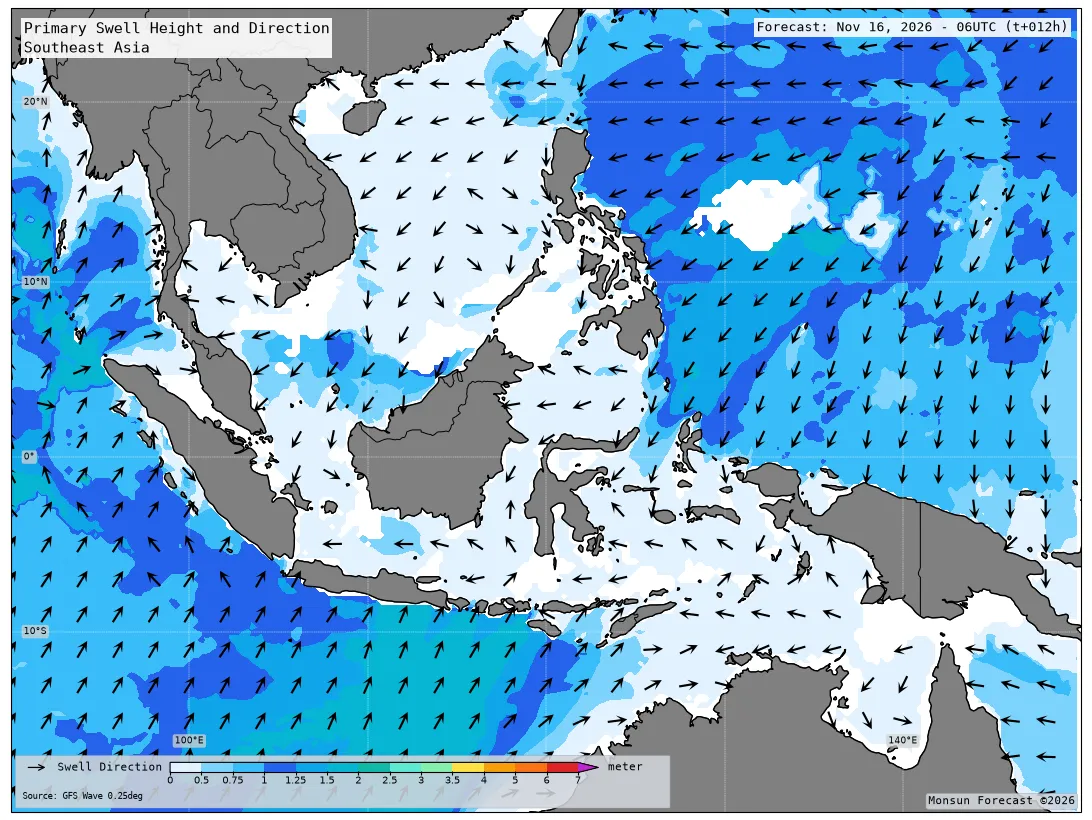 Primary Swell Height and Direction
Southeast Asia
Forecast: Nov 16, 2026 - 06UTC (t+012h)
20°N
10°N
0°
10°S
100°E
140°E
Swell Direction
meter
0 0.5 0.75 1 1.25 1.5 2 2.5 3 3.5 4 5 6 7
Source: GFS Wave 0.25deg
Monsun Forecast ©2026